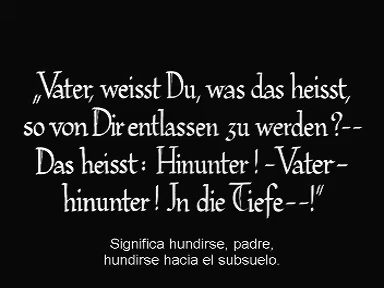 „Vater, weisst Du, was das heisst,
so von Dir entlassen zu werden?--
Das heisst: Hinunter! -Vater-
hinunter! In die Tiefe--!“
Significa hundirse, padre,
hundirse hacia el subsuelo.